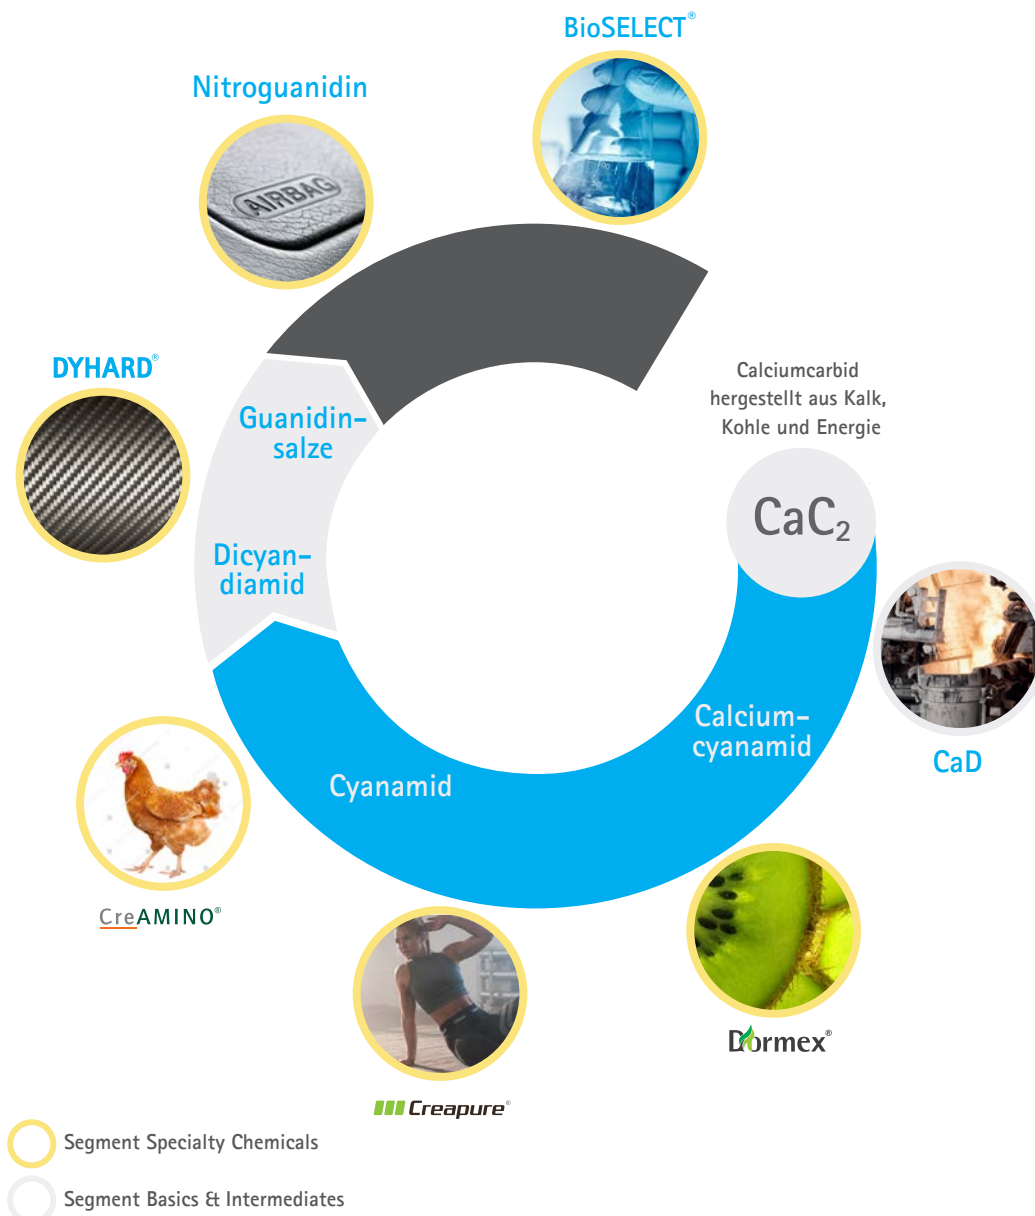 BioSELECT®
Nitroguanidin
AIRBAG
DYHARD®
Guanidin-
salze
Calciumcarbid
hergestellt aus Kalk,
Kohle und Energie
CaC₂
Dicyan-
diamid
Calcium-
cyanamid
CaD
Cyanamid
CreAMINO®
Dormex®
Creapure®
Segment Specialty Chemicals
Segment Basics & Intermediates